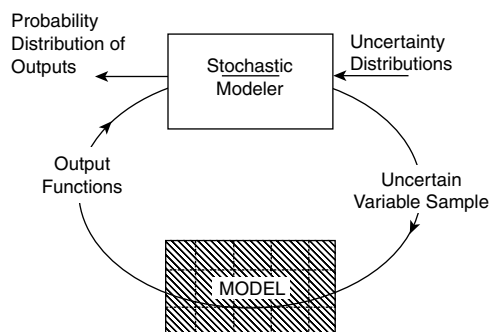 Probability
Distribution of
Outputs
Stochastic
Modeler
Uncertainty
Distributions
Output
Functions
Uncertain
Variable Sample
MODEL